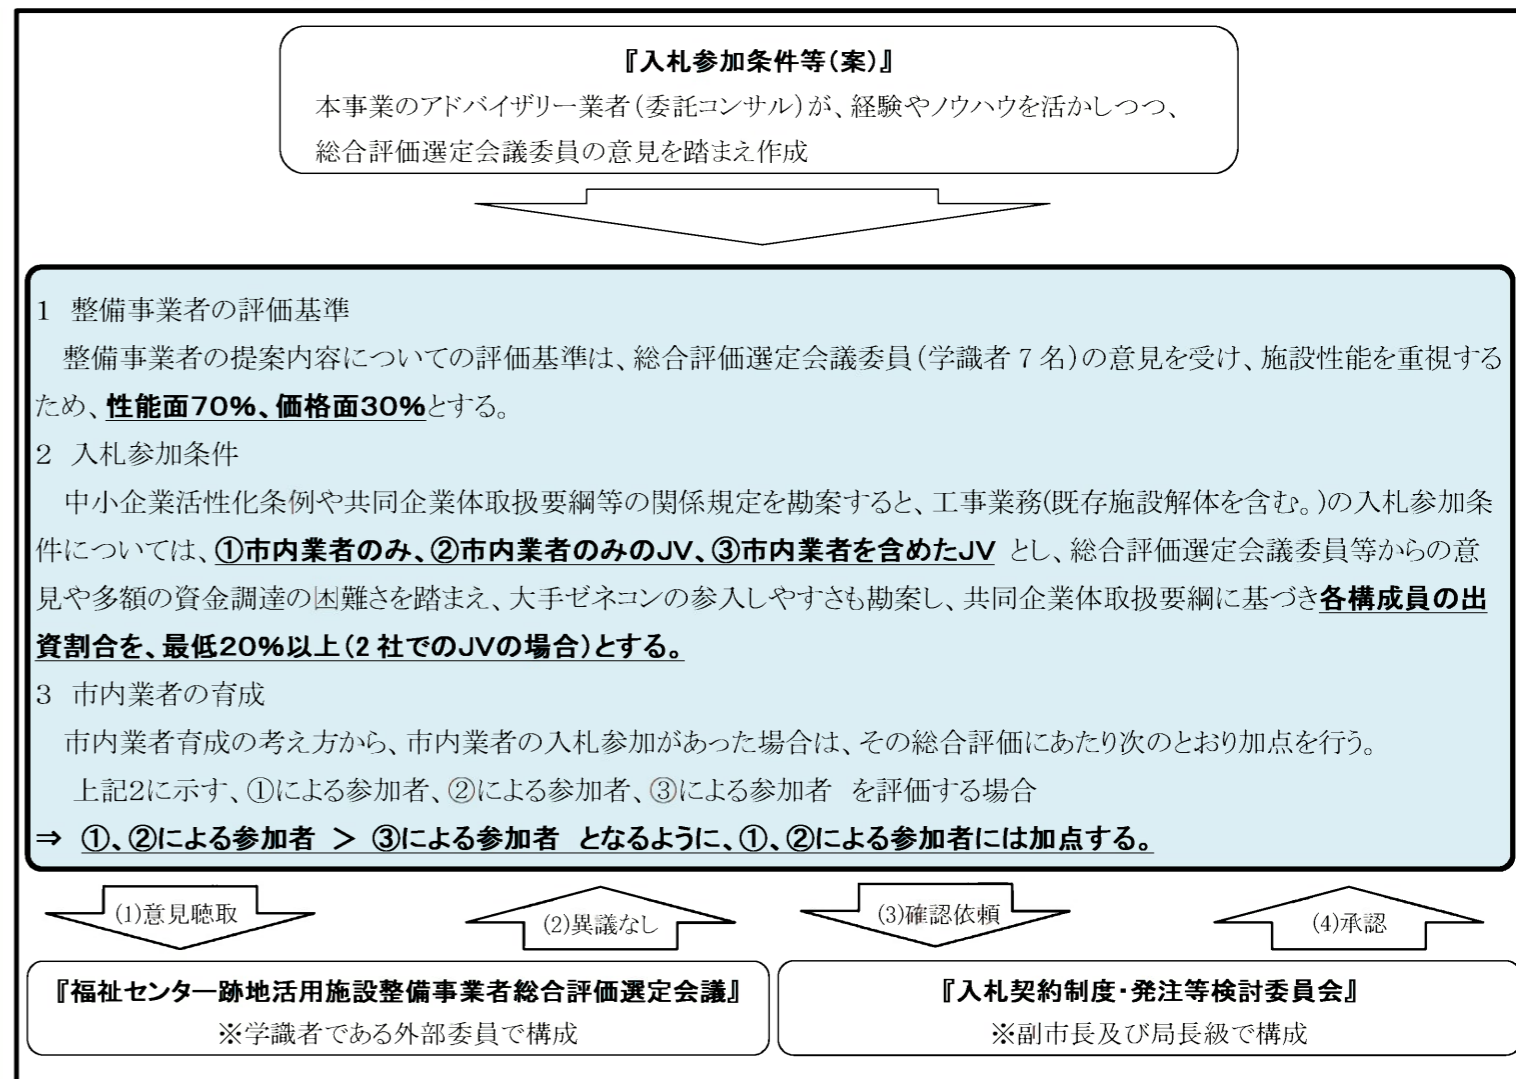 『入札参加条件等(案)』
本事業のアドバイザリー業者(委託コンサル)が、経験やノウハウを活かしつつ、
総合評価選定会議委員の意見を踏まえ作成
1 整備事業者の評価基準
整備事業者の提案内容についての評価基準は、総合評価選定会議委員(学識者7名)の意見を受け、施設性能を重視する
ため、性能面70%、価格面30%とする。
2 入札参加条件
中小企業活性化条例や共同企業体取扱要綱等の関係規定を勘案すると、工事業務(既存施設解体を含む。)の入札参加条
件については、①市内業者のみ、②市内業者のみのJV、③市内業者を含めたJV とし、総合評価選定会議委員等からの意
見や多額の資金調達の困難さを踏まえ、大手ゼネコンの参入しやすさも勘案し、共同企業体取扱要綱に基づき各構成員の出
資割合を、最低20%以上(2社でのJVの場合)とする。
3 市内業者の育成
市内業者育成の考え方から、市内業者の入札参加があった場合は、その総合評価にあたり次のとおり加点を行う。
上記2に示す、①による参加者、②による参加者、③による参加者 を評価する場合
⇒ ①、②による参加者 > ③による参加者 となるように、①、②による参加者には加点する。
(1)意見聴取
(2)異議なし
(3)確認依頼
(4)承認
『福祉センター跡地活用施設整備事業者総合評価選定会議』
※学識者である外部委員で構成
『入札契約制度・発注等検討委員会』
※副市長及び局長級で構成